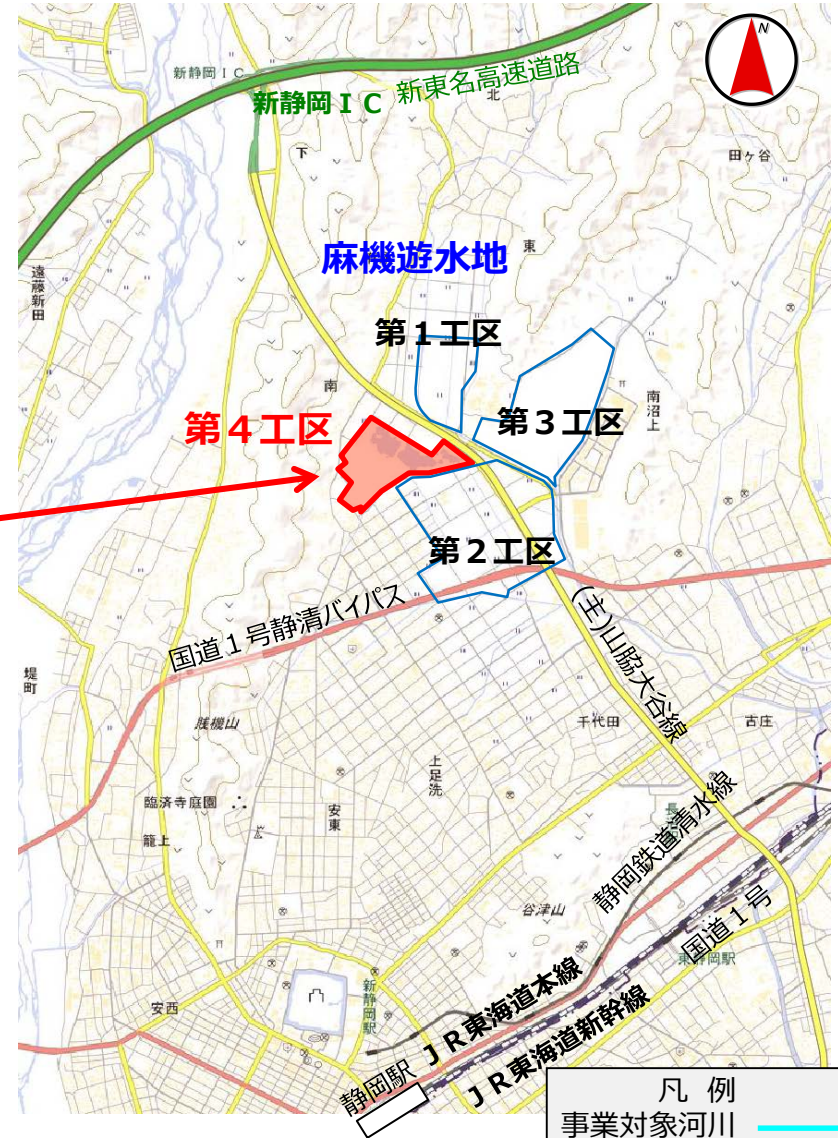 N
新静岡ＩＣ
新静岡ＩＣ
新東名高速道路
北
下
田ヶ谷
麻機遊水地
東
遠藤新田
第１工区
南
南沼上
第４工区
第３工区
第２工区
国道１号静清バイパス
(主)山脇大谷線
堤町
賤機山
千代田
古庄
上足洗
臨済寺庭園
安東
籠上
長
静岡鉄道清水線
谷津山
国道１号
東静岡駅
安西
新静岡駅
ＪＲ東海道本線
静岡駅
ＪＲ東海道新幹線
凡 例
事業対象河川